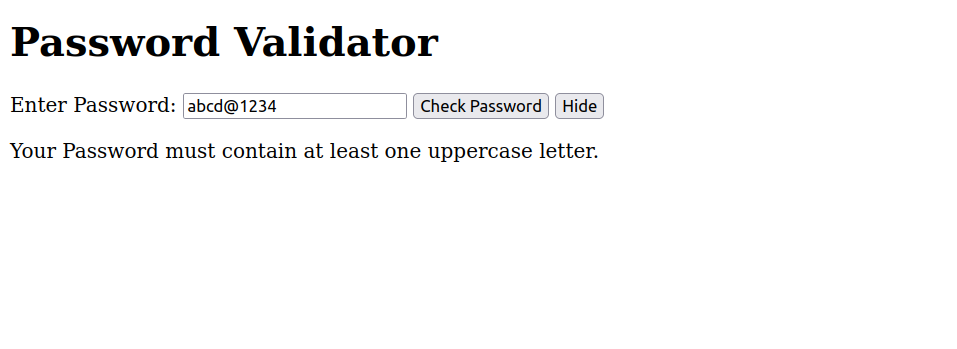 Password Validator
Enter Password: abcd@1234 Check Password Hide
Your Password must contain at least one uppercase letter.